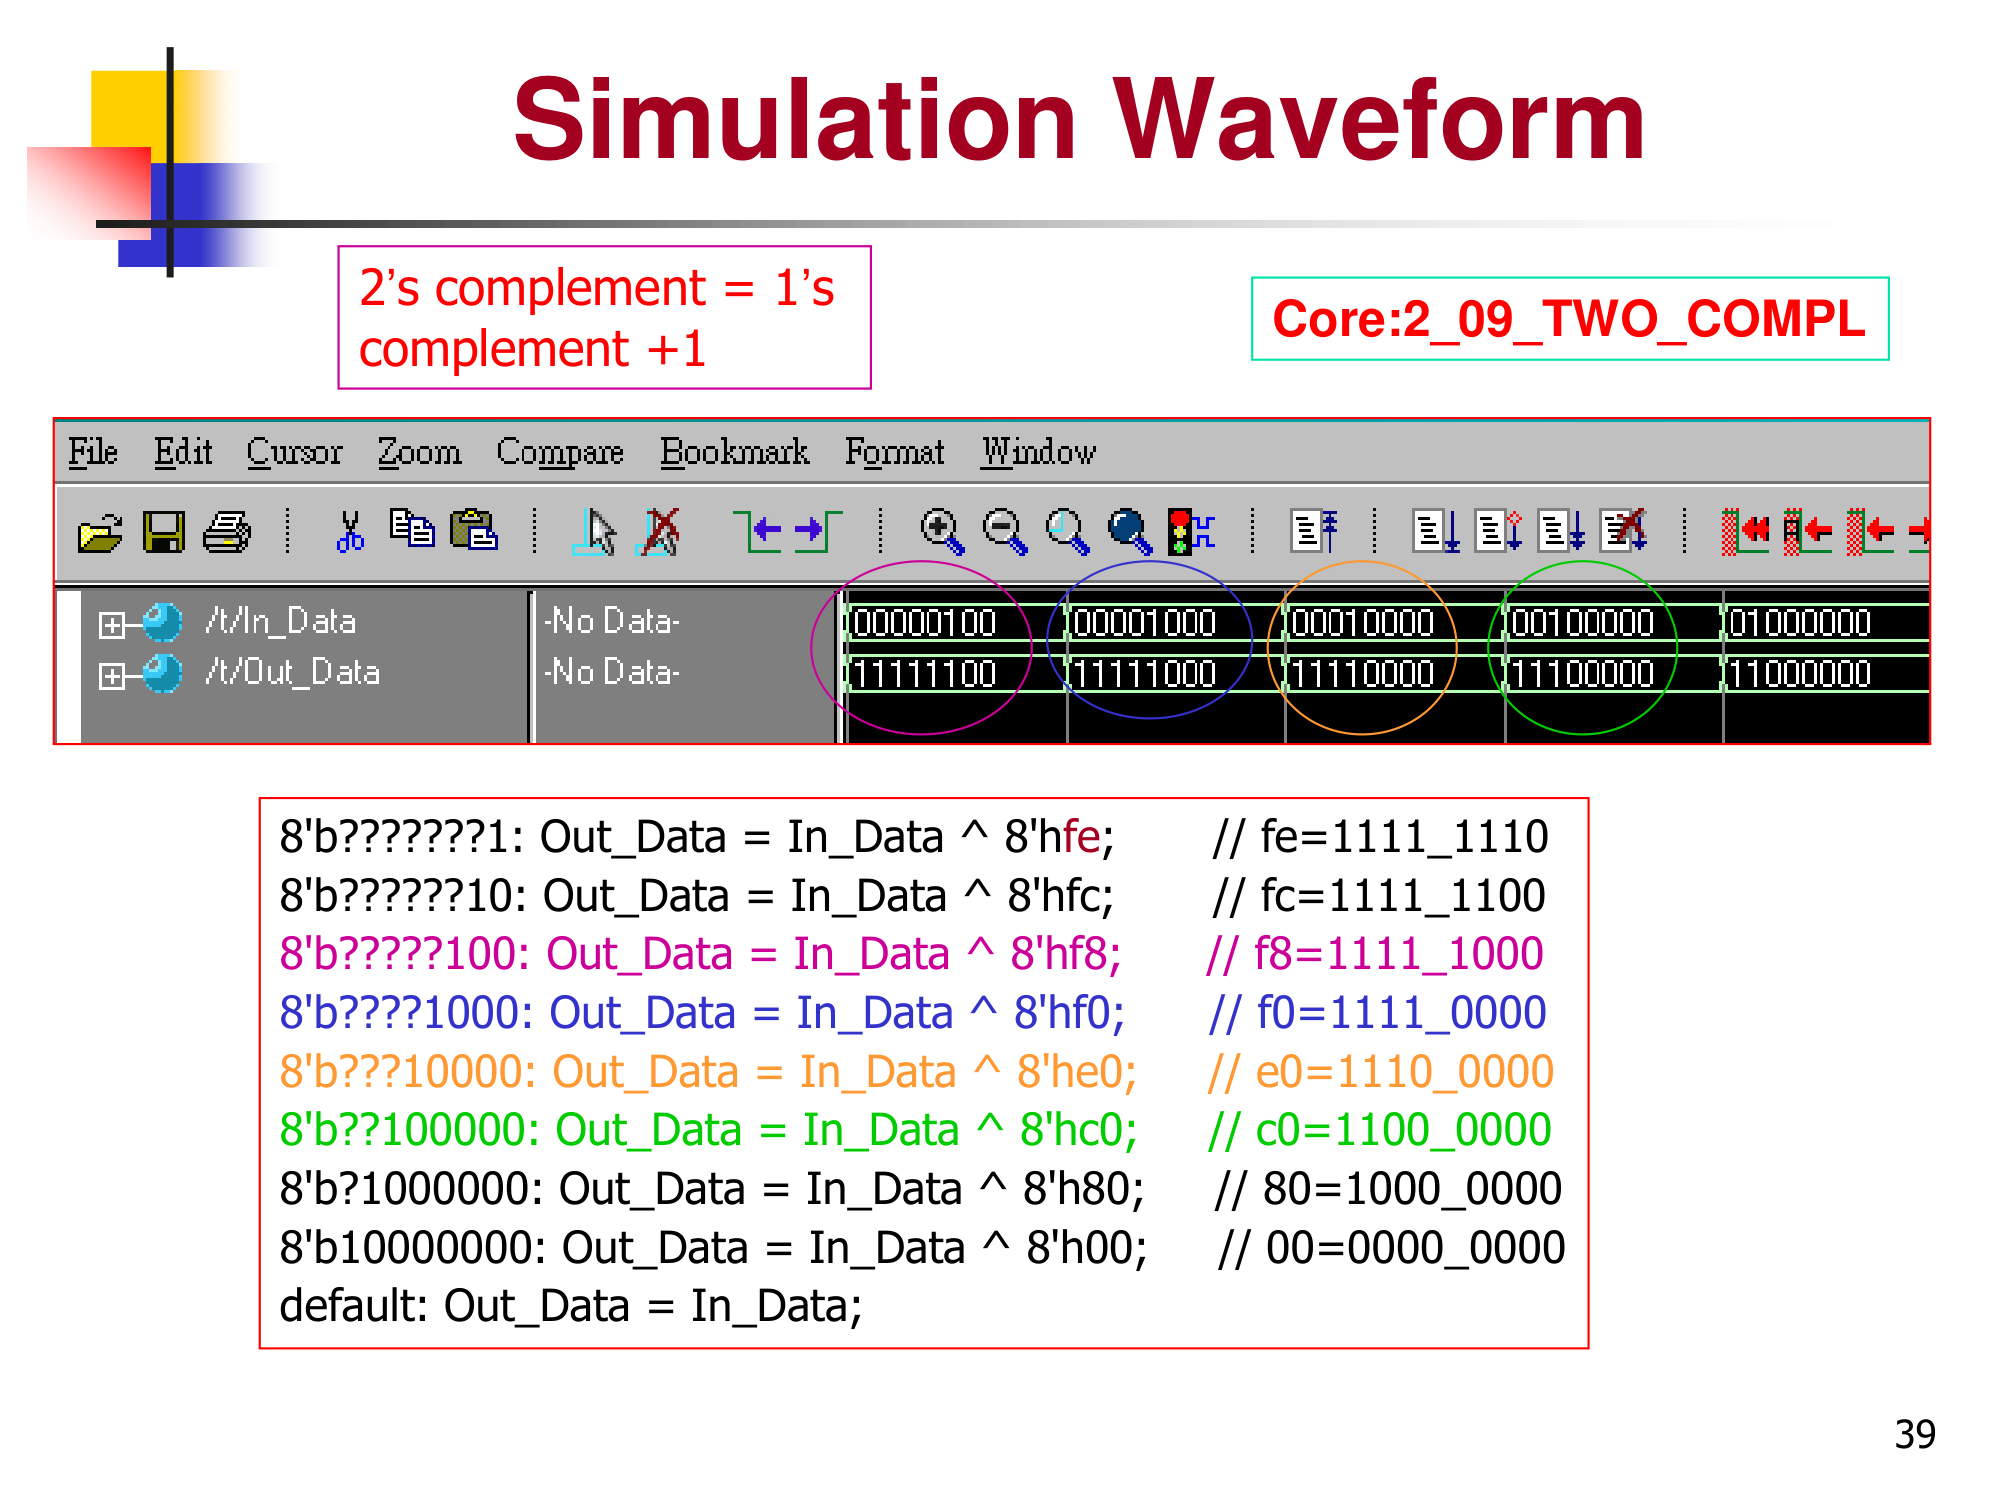 Simulation Waveform
2’s complement = 1’s
complement +1
Core:2_09_TWO_COMPL
File Edit Cursor Zoom Compare Bookmark Format Window
/t/In_Data -No Data- 00000100 00001000 00010000 00100000 01000000
/t/Out_Data -No Data- 11111100 11111000 11110000 11100000 11000000
8'b???????1: Out_Data = In_Data ^ 8'hfe; // fe=1111_1110
8'b??????10: Out_Data = In_Data ^ 8'hfc; // fc=1111_1100
8'b?????100: Out_Data = In_Data ^ 8'hf8; // f8=1111_1000
8'b????1000: Out_Data = In_Data ^ 8'hf0; // f0=1111_0000
8'b???10000: Out_Data = In_Data ^ 8'he0; // e0=1110_0000
8'b??100000: Out_Data = In_Data ^ 8'hc0; // c0=1100_0000
8'b?1000000: Out_Data = In_Data ^ 8'h80; // 80=1000_0000
8'b10000000: Out_Data = In_Data ^ 8'h00; // 00=0000_0000
default: Out_Data = In_Data;
39